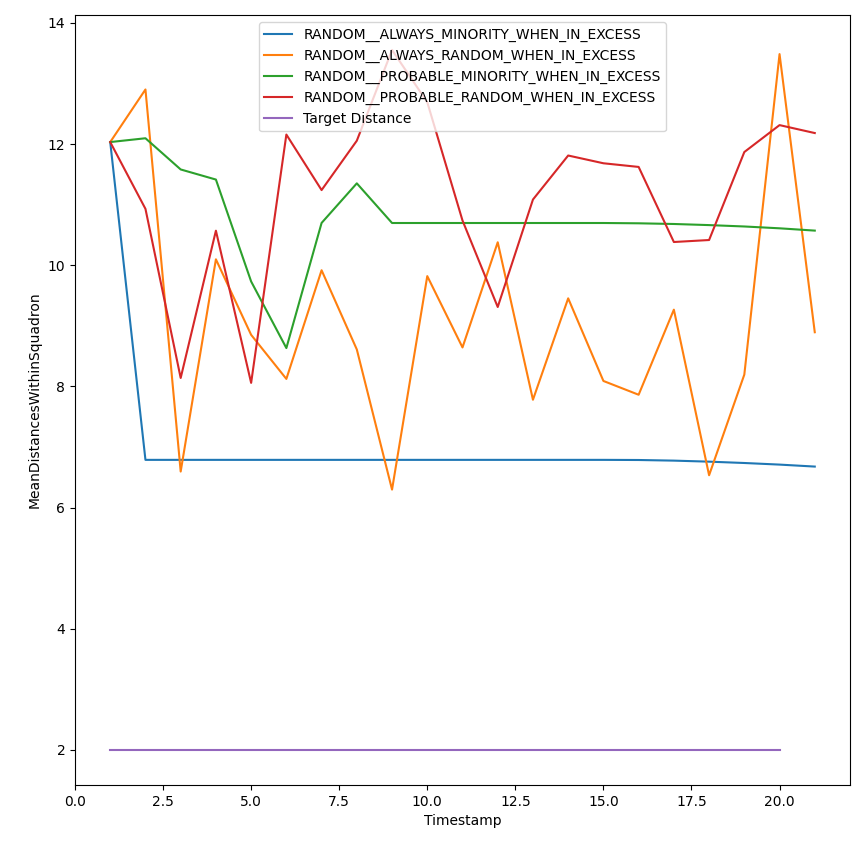 RANDOM__ALWAYS_MINORITY_WHEN_IN_EXCESS
RANDOM__ALWAYS_RANDOM_WHEN_IN_EXCESS
RANDOM__PROBABLE_MINORITY_WHEN_IN_EXCESS
RANDOM__PROBABLE_RANDOM_WHEN_IN_EXCESS
Target Distance
MeanDistancesWithinSquadron
14
12
10
8
6
4
2
0.0 2.5 5.0 7.5 10.0 12.5 15.0 17.5 20.0
Timestamp